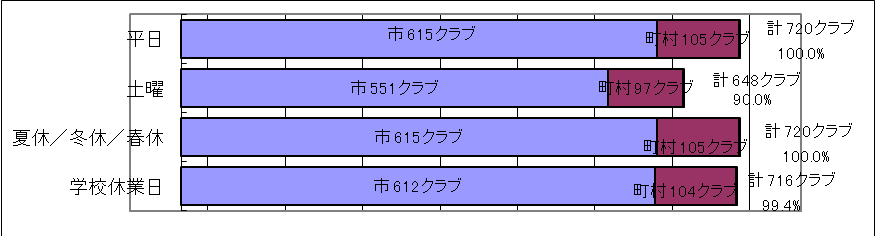 平日 市615クラブ 町村105クラブ 計720クラブ
100.0%
土曜 市551クラブ 町村97クラブ 計648クラブ
90.0%
夏休／冬休／春休 市615クラブ 町村105クラブ 計720クラブ
100.0%
学校休業日 市612クラブ 町村104クラブ 計716クラブ
99.4%